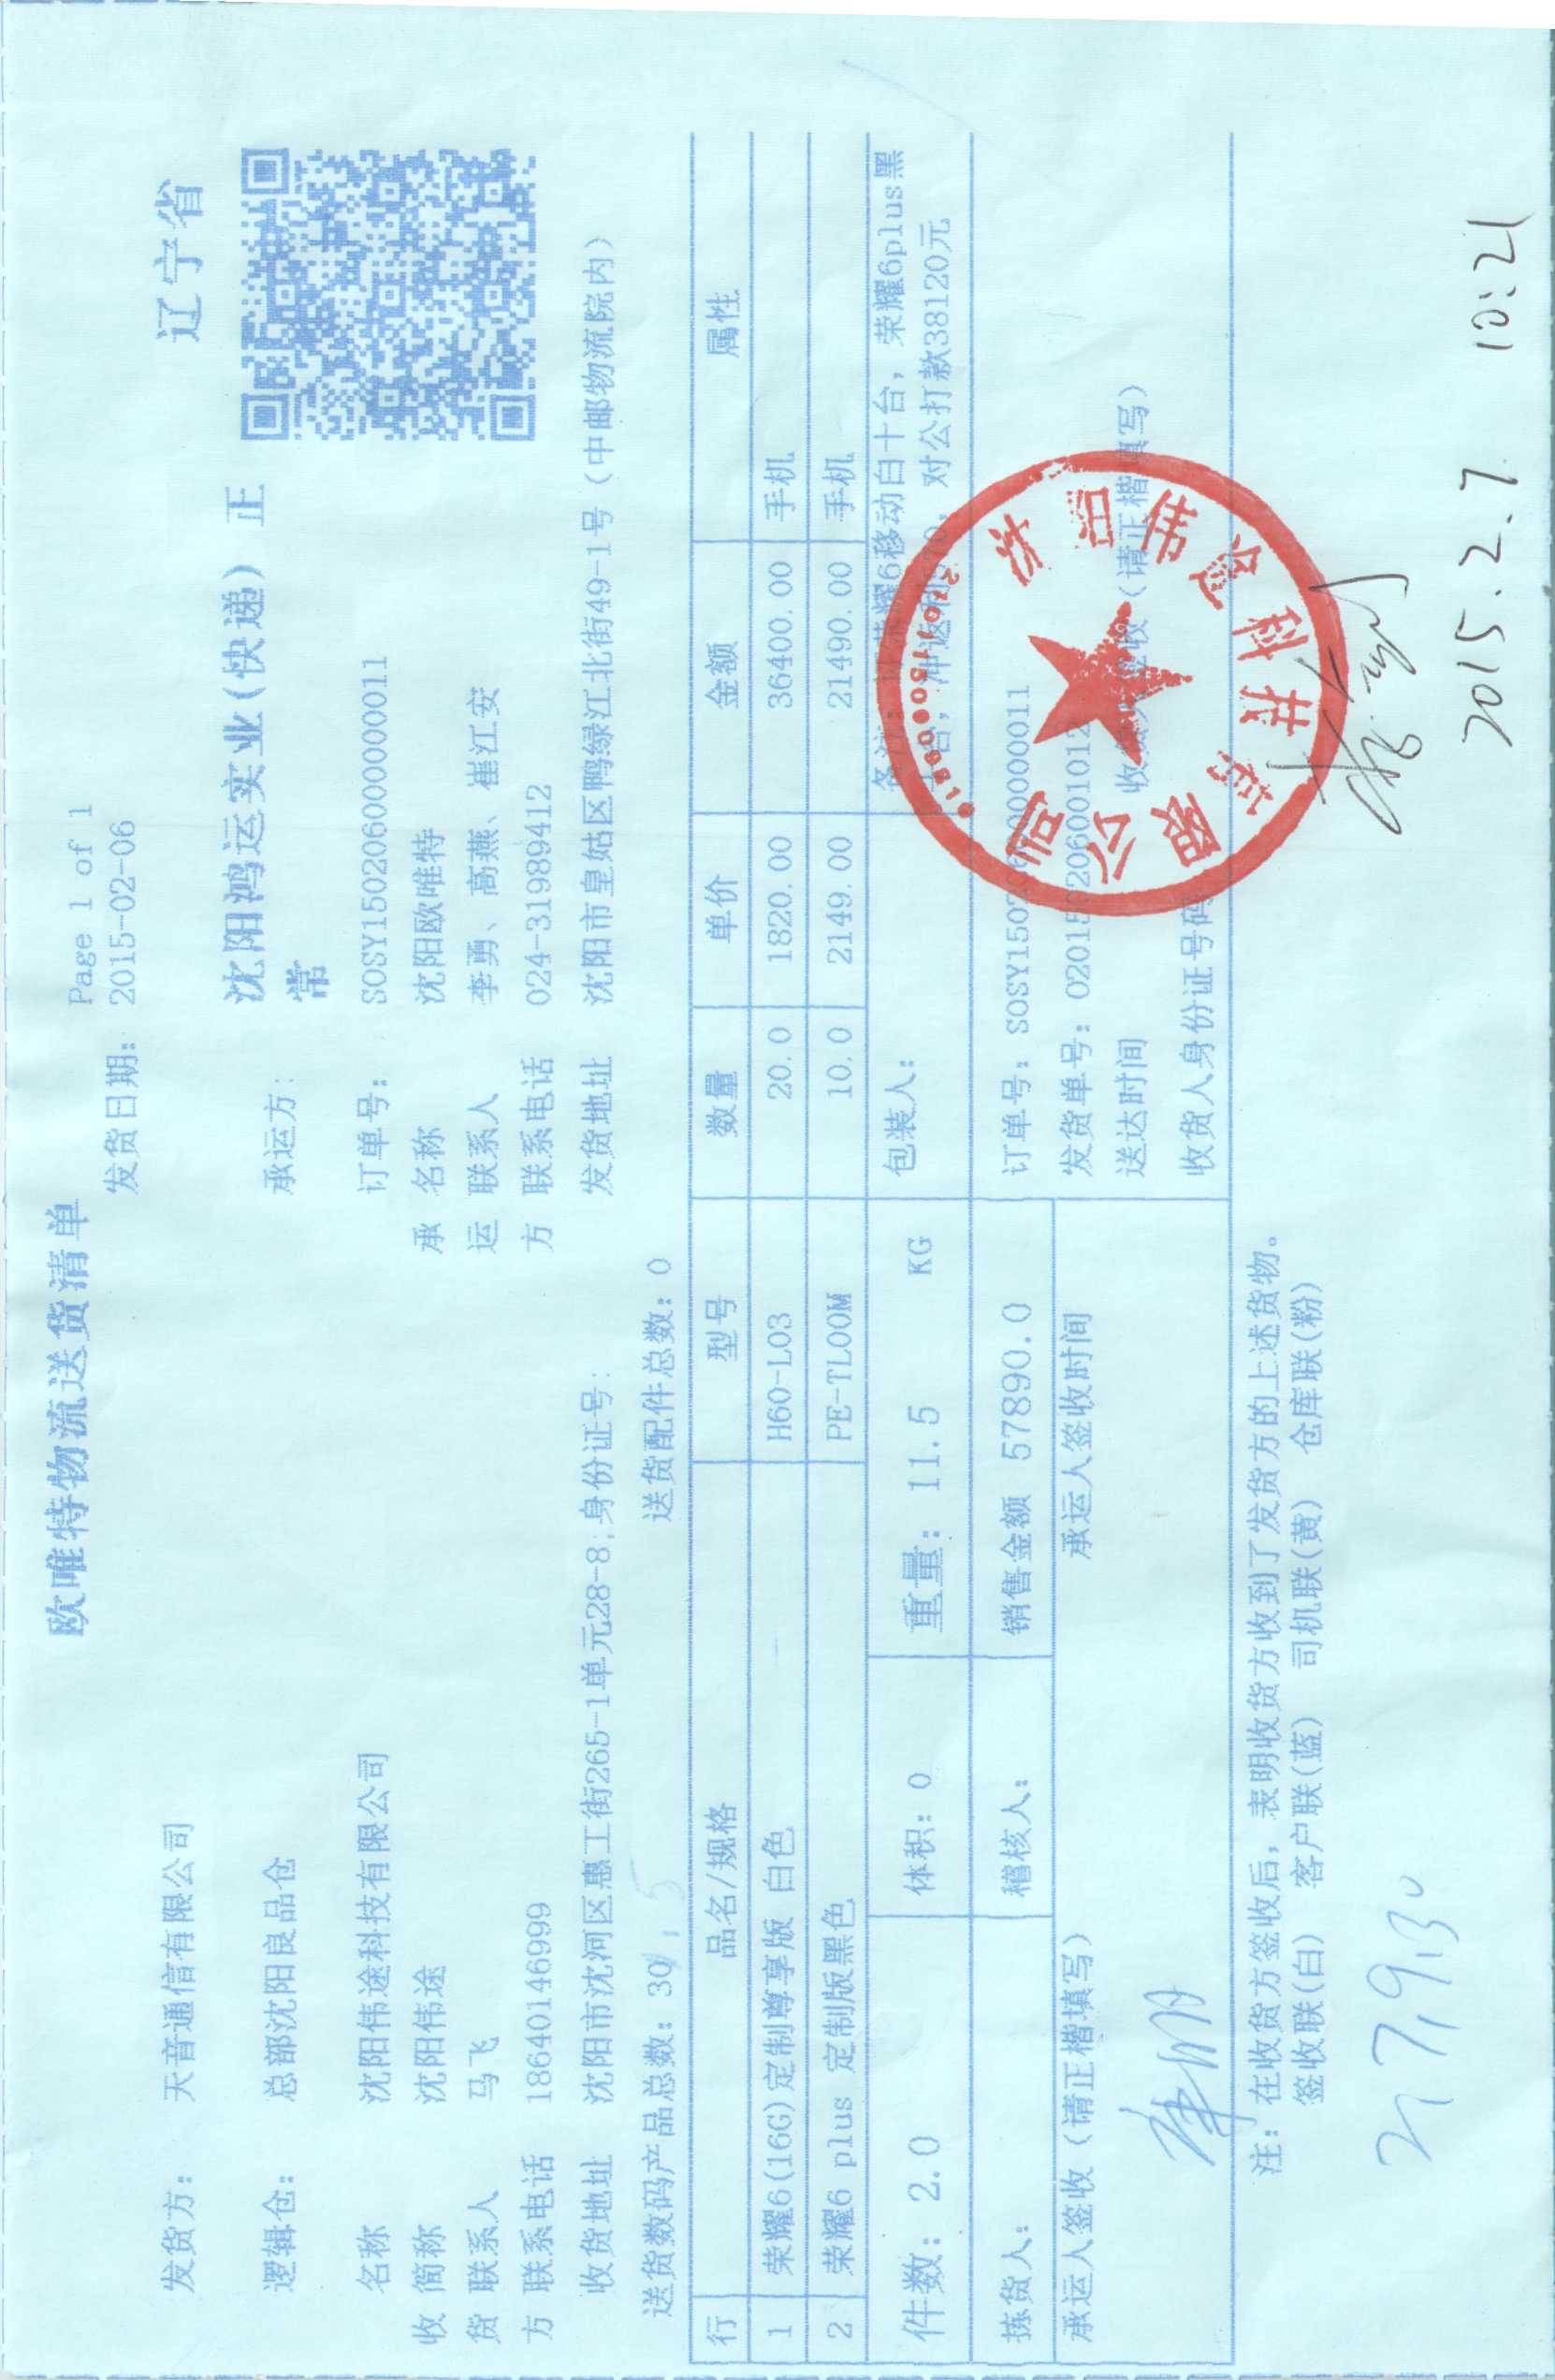 欧唯特物流送货清单
Page 1 of 1
发货日期: 2015-02-06
发货方: 天音通信有限公司
辽宁省
逻辑仓: 总部沈阳良品仓
承运方: 沈阳鸿运实业(快递)正
常
名称 沈阳伟途科技有限公司
订单号: SOSY150206000000011
收 简称 沈阳伟途
承 名称 沈阳欧唯特
货 联系人 马飞
运 联系人 李勇、高燕、崔江安
方 联系电话 18640146999
方 联系电话 024-31989412
收货地址 沈阳市沈河区惠工街265-1单元28-8;身份证号:
发货地址 沈阳市皇姑区鸭绿江北街49-1号(中邮物流院内)
送货数码产品总数: 30 送货配件总数: 0
行 品名/规格 型号 数量 单价 金额 属性
1 荣耀6(16G)定制尊享版 白色 H60-L03 20.0 1820.00 36400.00 手机
2 荣耀6 plus 定制版黑色 PE-TL00M 10.0 2149.00 21490.00 手机
件数: 2.0 体积: 0 重量: 11.5 KG 包装人:
荣耀6移动白十台, 荣耀6plus黑
冲返利 对公打款38120元
拣货人: 稽核人: 销售金额 57890.0
订单号: SOSY150206000000011
承运人签收(请正楷填写) 承运人签收时间
发货单号:
送达时间 收货人签收(请正楷填写)
收货人身份证号码
限公司
注: 在收货方签收后, 表明收货方收到了发货方的上述货物。
签收联(白) 客户联(蓝) 司机联(黄) 仓库联(粉)
2015.2.7 10:21